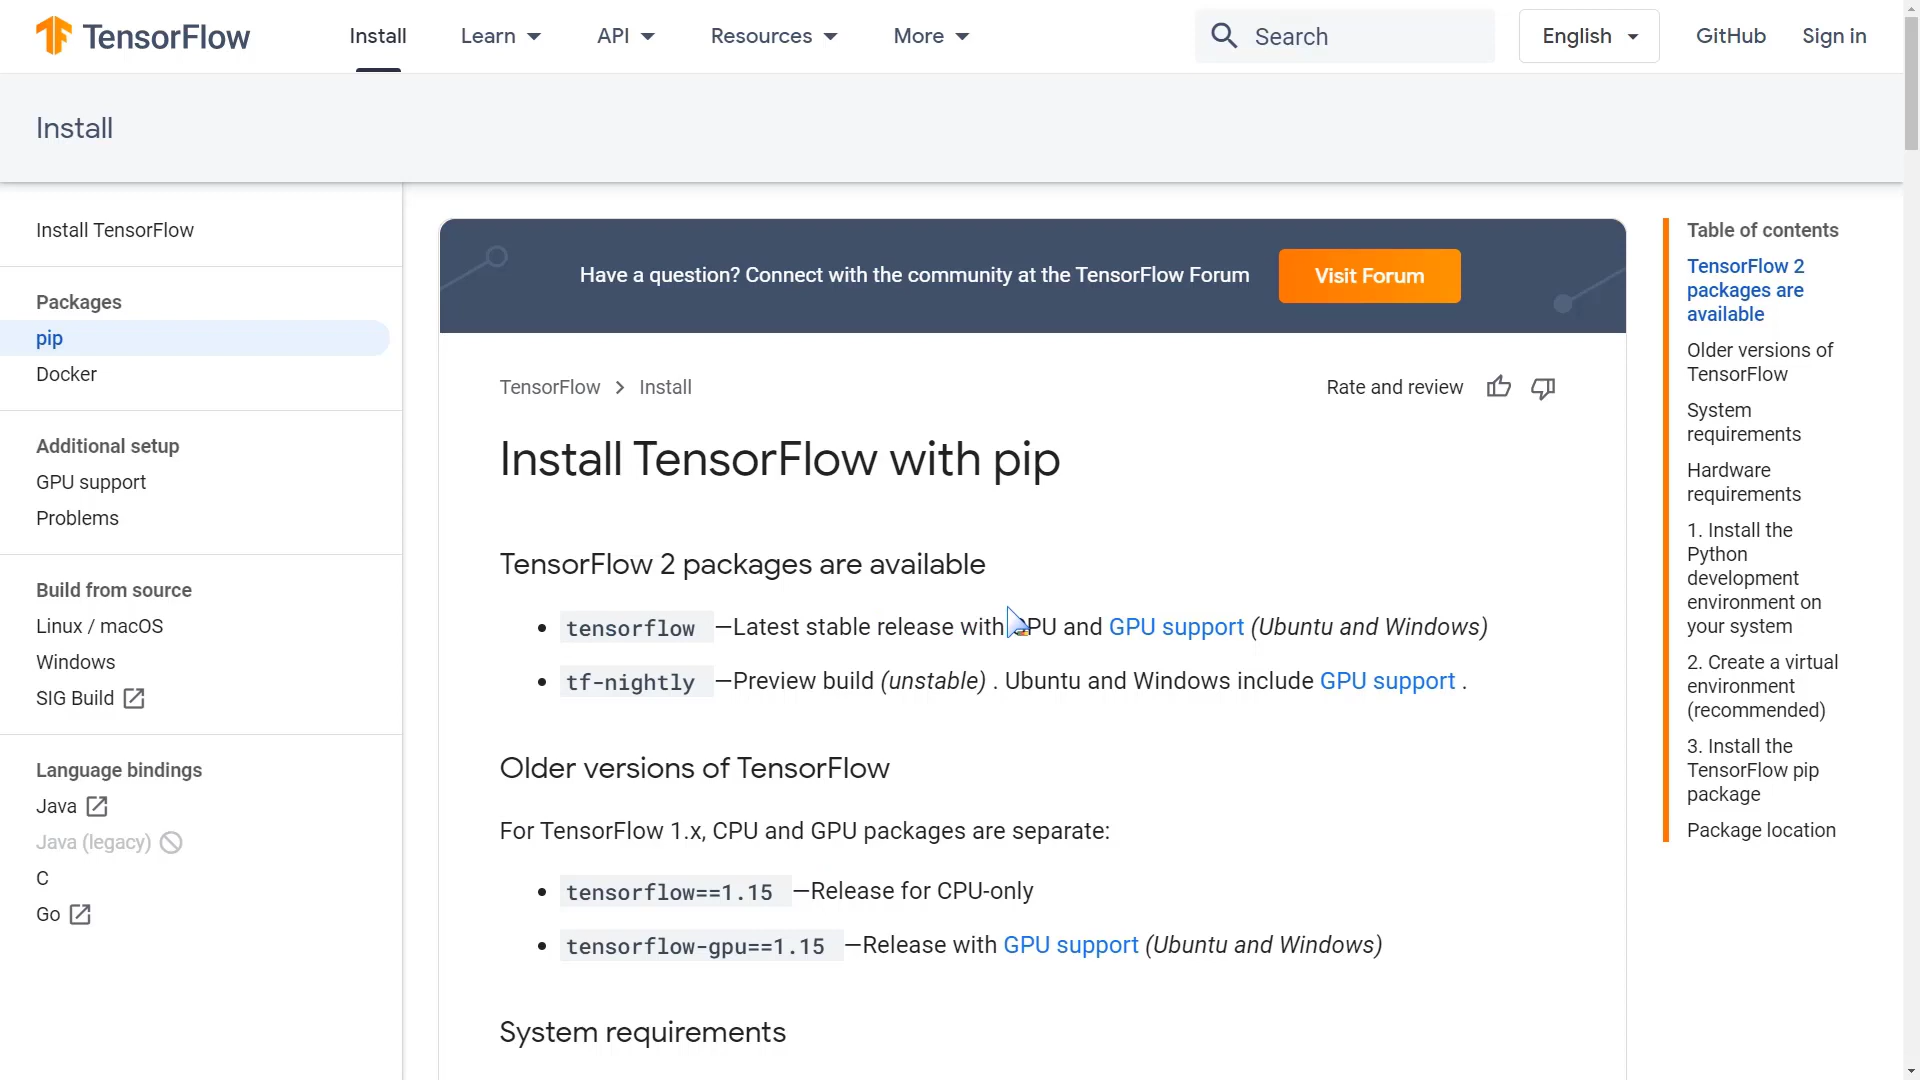 TensorFlow
Install
Learn
API
Resources
More
Search
English
GitHub
Sign in
Install
Install TensorFlow
Packages
pip
Docker
Additional setup
GPU support
Problems
Build from source
Linux / macOS
Windows
SIG Build
Language bindings
Java
Java (legacy)
C
Go
Have a question? Connect with the community at the TensorFlow Forum
Visit Forum
TensorFlow > Install
Rate and review
Install TensorFlow with pip
TensorFlow 2 packages are available
• tensorflow —Latest stable release with CPU and GPU support (Ubuntu and Windows)
• tf-nightly —Preview build (unstable) . Ubuntu and Windows include GPU support .
Older versions of TensorFlow
For TensorFlow 1.x, CPU and GPU packages are separate:
• tensorflow==1.15 —Release for CPU-only
• tensorflow-gpu==1.15 —Release with GPU support (Ubuntu and Windows)
System requirements
Table of contents
TensorFlow 2
packages are
available
Older versions of
TensorFlow
System
requirements
Hardware
requirements
1. Install the
Python
development
environment on
your system
2. Create a virtual
environment
(recommended)
3. Install the
TensorFlow pip
package
Package location